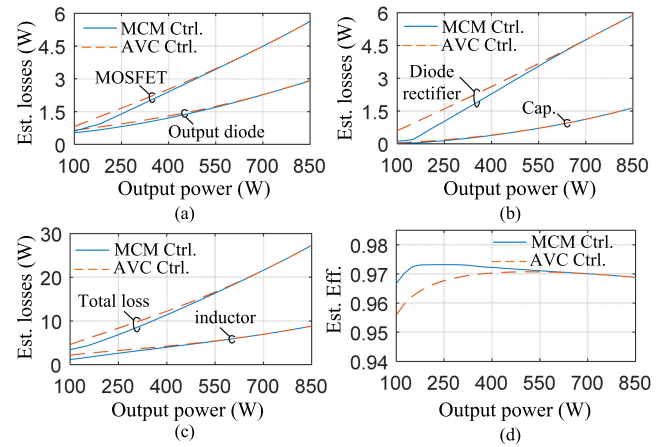 Est. losses (W)
6
4.5
3
1.5
0
MCM Ctrl.
AVC Ctrl.
MOSFET
Output diode
100 250 400 550 700 850
Output power (W)
(a)
Est. losses (W)
6
4.5
3
1.5
0
MCM Ctrl.
AVC Ctrl.
Diode
rectifier
Cap.
100 250 400 550 700 850
Output power (W)
(b)
Est. losses (W)
30
20
10
0
MCM Ctrl.
AVC Ctrl.
Total loss
inductor
100 250 400 550 700 850
Output power (W)
(c)
Est. Eff.
0.98
0.97
0.96
0.95
0.94
MCM Ctrl.
AVC Ctrl.
100 250 400 550 700 850
Output power (W)
(d)